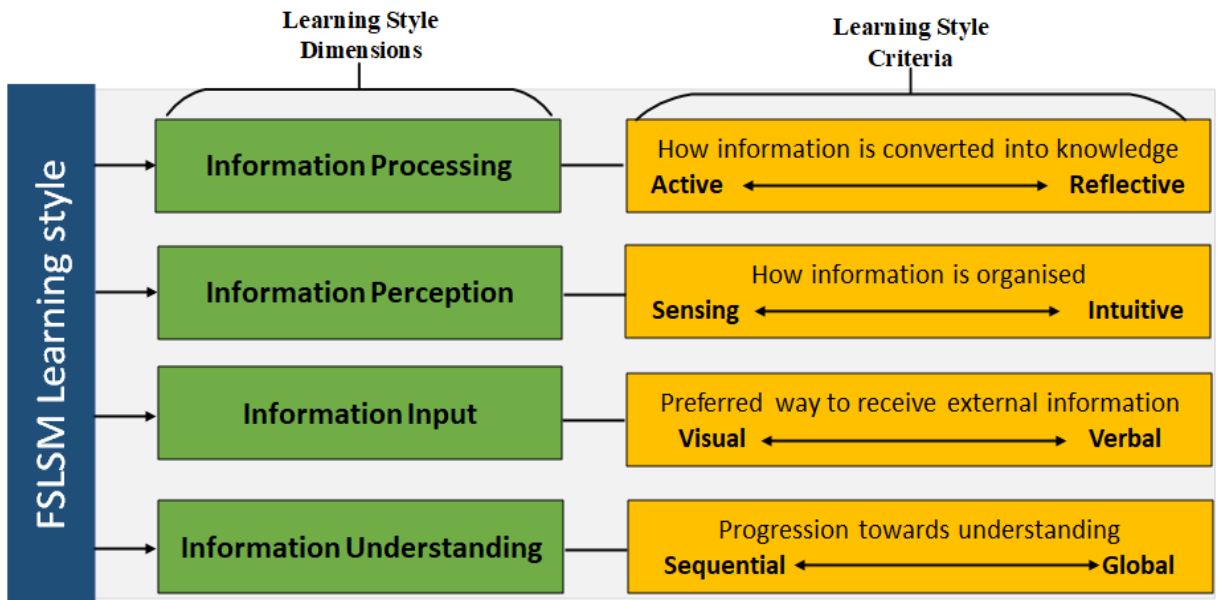 Learning Style
Dimensions
Learning Style
Criteria
FSLSM Learning style
Information Processing
How information is converted into knowledge
Active Reflective
Information Perception
How information is organised
Sensing Intuitive
Information Input
Preferred way to receive external information
Visual Verbal
Information Understanding
Progression towards understanding
Sequential Global